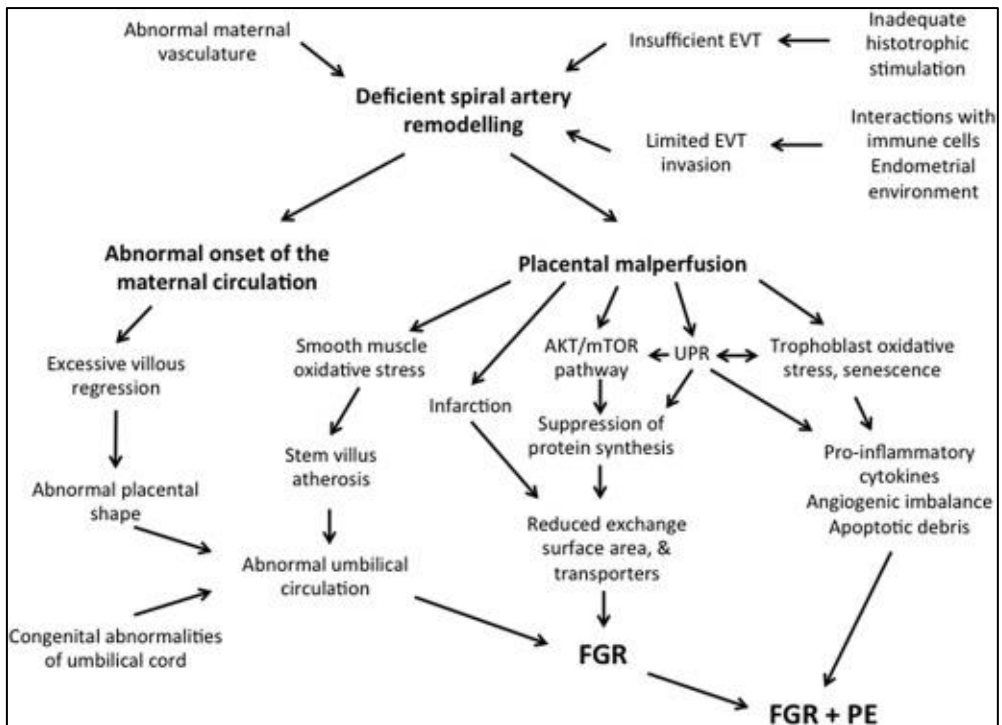 Abnormal maternal
vasculature
Insufficient EVT
Inadequate
histotrophic
stimulation
Deficient spiral artery
remodelling
Limited EVT
invasion
Interactions with
immune cells
Endometrial
environment
Abnormal onset of the
maternal circulation
Placental malperfusion
Excessive villous
regression
Smooth muscle
oxidative stress
Infarction
AKT/mTOR
pathway
UPR
Trophoblast oxidative
stress, senescence
Suppression of
protein synthesis
Stem villus
atherosis
Pro-inflammatory
cytokines
Angiogenic imbalance
Apoptotic debris
Abnormal placental
shape
Reduced exchange
surface area, &
transporters
Abnormal umbilical
circulation
Congenital abnormalities
of umbilical cord
FGR
FGR + PE